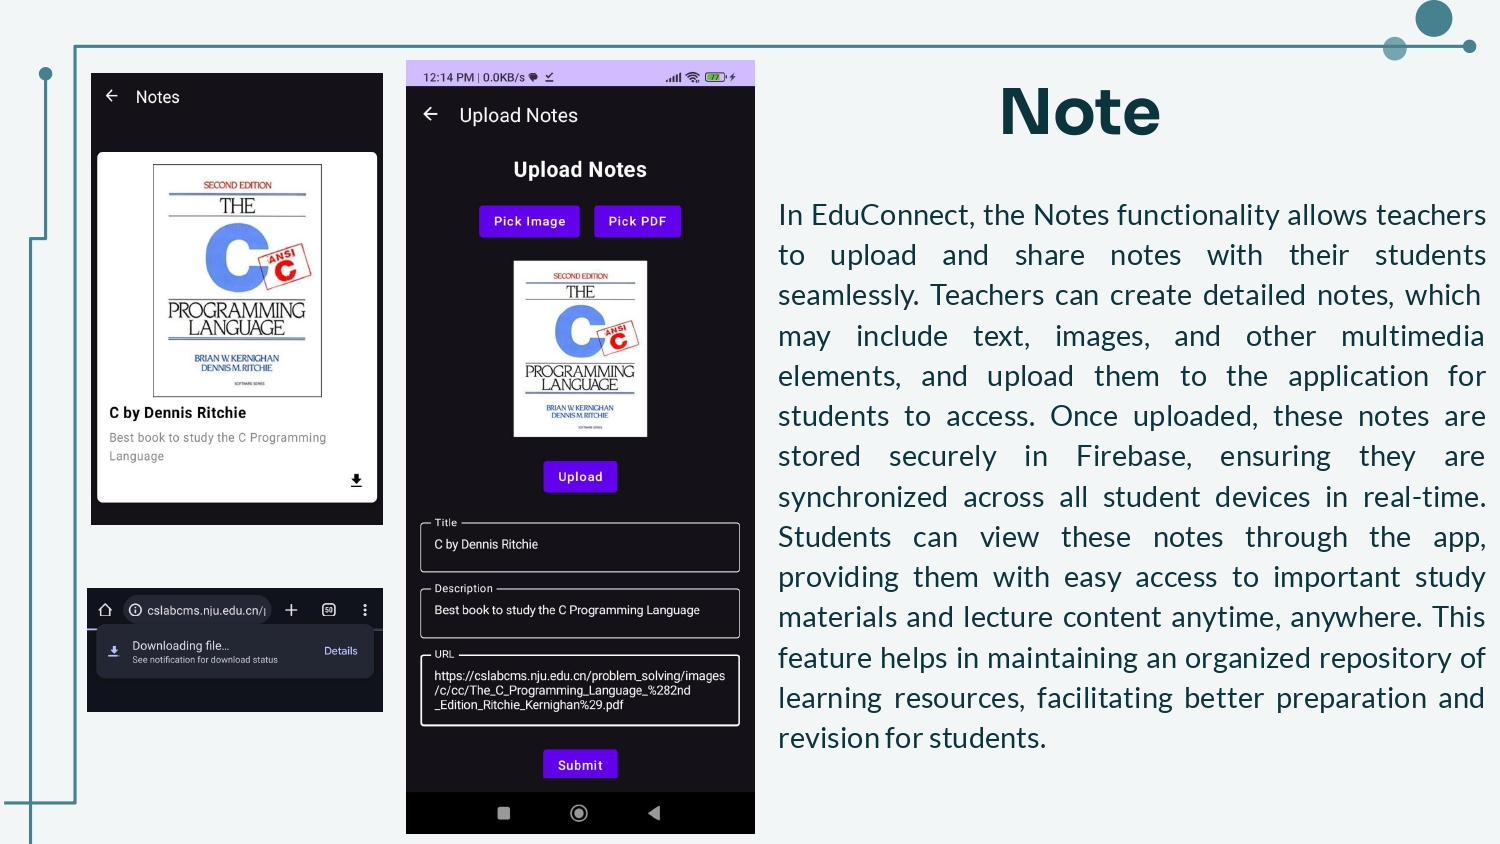 Notes
SECOND EDITION
THE
C
ANSI
C
PROGRAMMING
LANGUAGE
BRIAN W. KERNIGHAN
DENNIS M. RITCHIE
SOFTWARE SERIES
C by Dennis Ritchie
Best book to study the C Programming
Language
cslabcms.nju.edu.cn/
50
Downloading file...
See notification for download status
Details
12:14 PM | 0.0KB/s
77
Upload Notes
Upload Notes
Pick Image
Pick PDF
SECOND EDITION
THE
C
ANSI
C
PROGRAMMING
LANGUAGE
BRIAN W. KERNIGHAN
DENNIS M. RITCHIE
Upload
Title
C by Dennis Ritchie
Description
Best book to study the C Programming Language
URL
https://cslabcms.nju.edu.cn/problem_solving/images
/c/cc/The_C_Programming_Language_%282nd
_Edition_Ritchie_Kernighan%29.pdf
Submit
Note
In EduConnect, the Notes functionality allows teachers
to upload and share notes with their students
seamlessly. Teachers can create detailed notes, which
may include text, images, and other multimedia
elements, and upload them to the application for
students to access. Once uploaded, these notes are
stored securely in Firebase, ensuring they are
synchronized across all student devices in real-time.
Students can view these notes through the app,
providing them with easy access to important study
materials and lecture content anytime, anywhere. This
feature helps in maintaining an organized repository of
learning resources, facilitating better preparation and
revision for students.